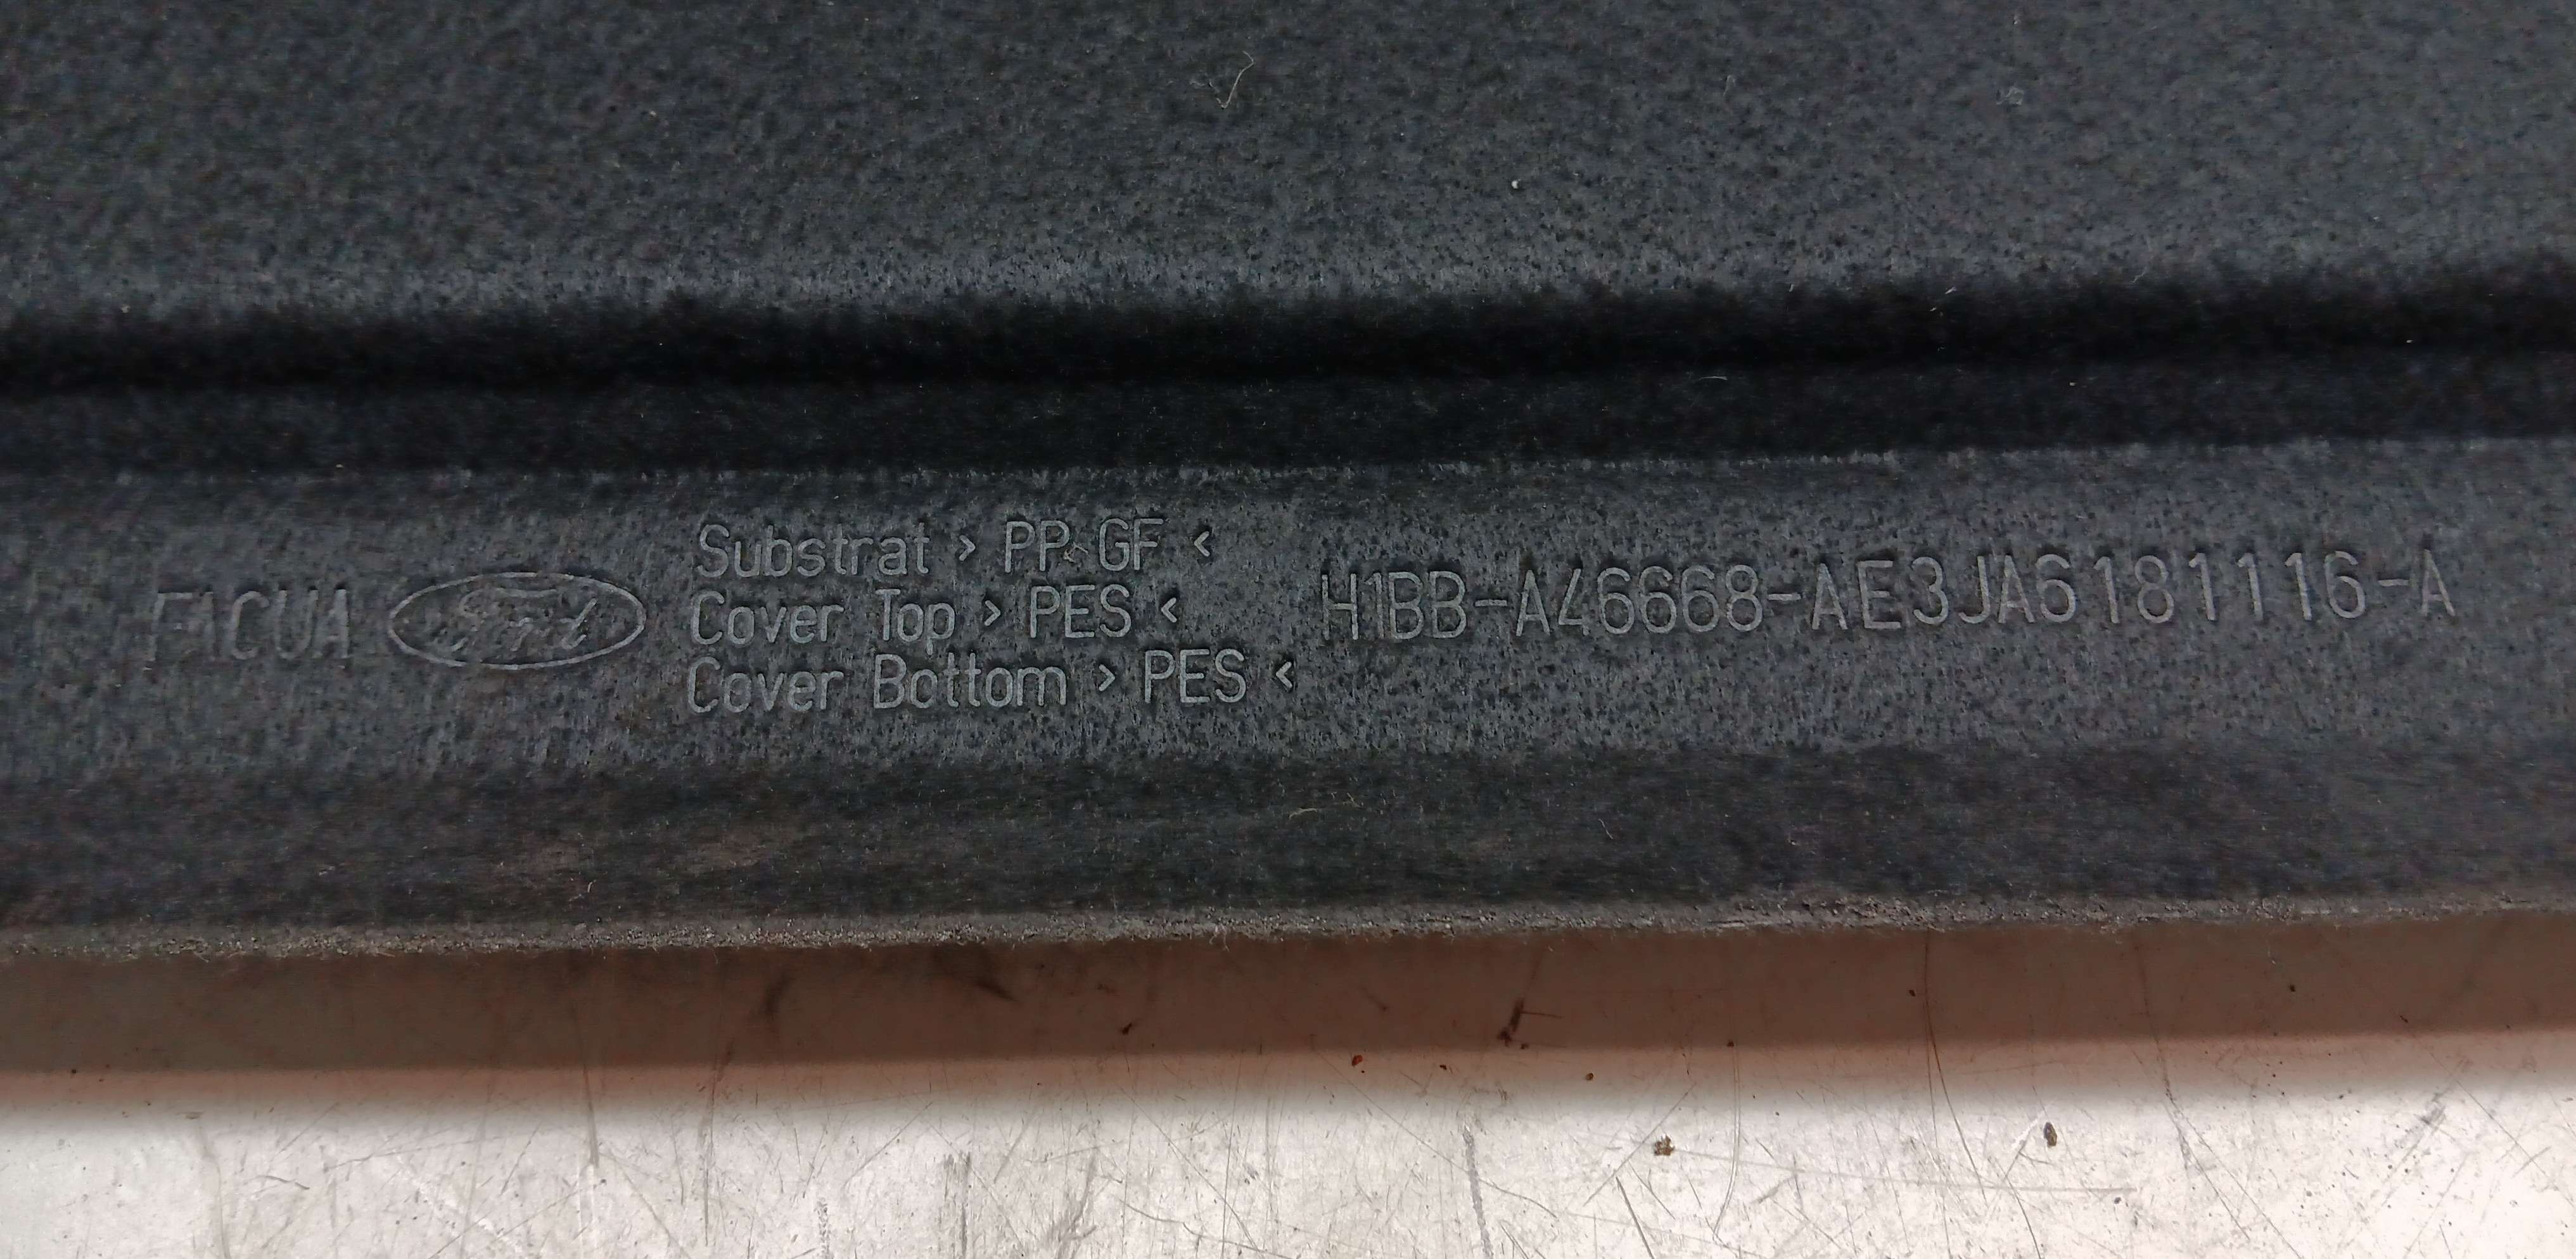 FACUA
Ford
Substrat > PP-GF <
Cover Top > PES <
Cover Bottom > PES <
H1BB-A46668-AE3JA6181116-A